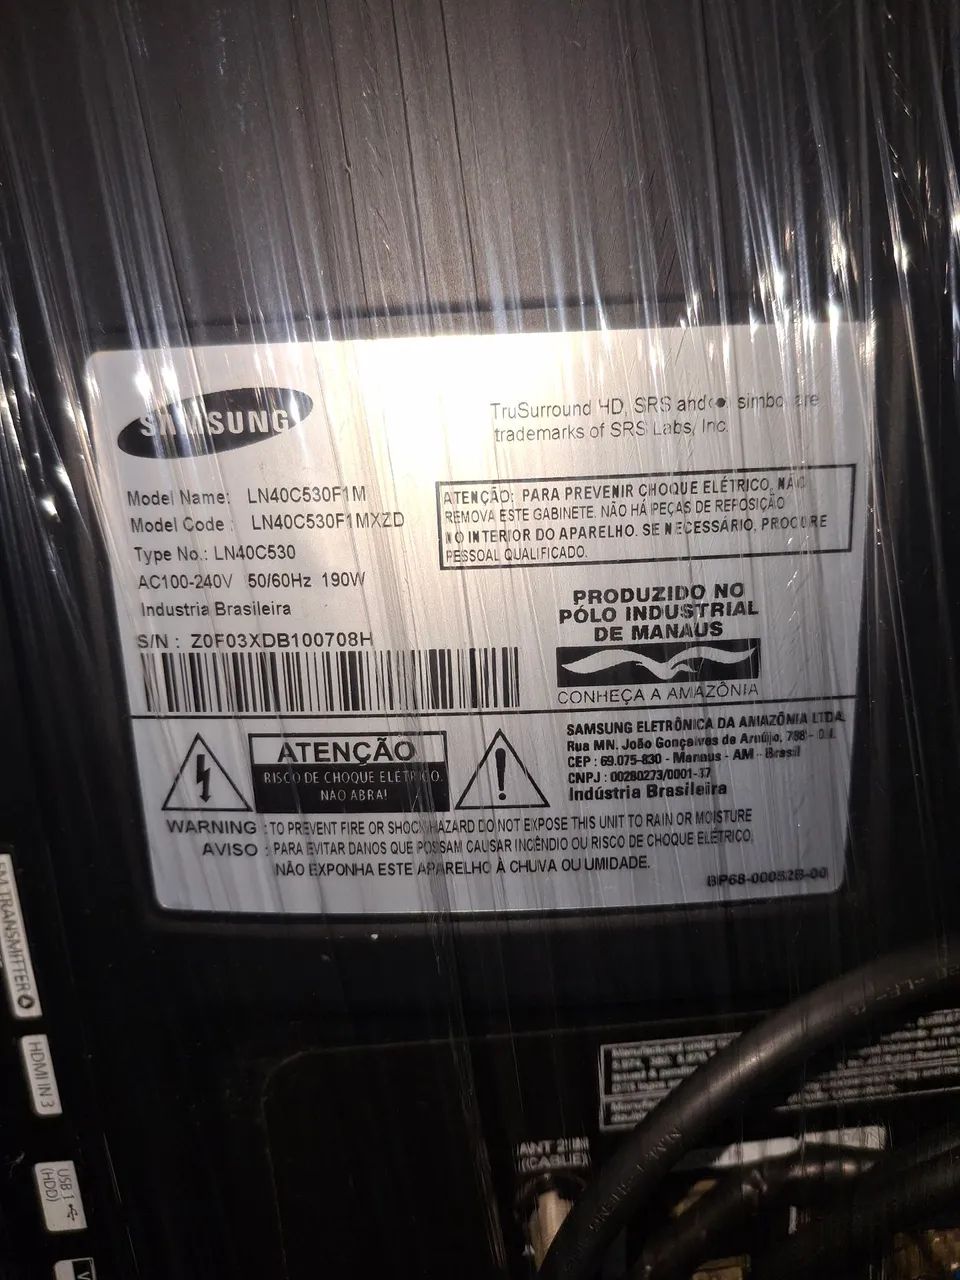 SAMSUNG
TruSurround HD, SRS and simbol are
trademarks of SRS Labs, Inc.
Model Name: LN40C530F1M
Model Code : LN40C530F1MXZD
Type No.: LN40C530
AC100-240V 50/60Hz 190W
Industria Brasileira
S/N : Z0F03XDB100708H
ATENÇÃO: PARA PREVENIR CHOQUE ELÉTRICO, NÃO
REMOVA ESTE GABINETE. NÃO HÁ PEÇAS DE REPOSIÇÃO
NO INTERIOR DO APARELHO. SE NECESSÁRIO, PROCURE
PESSOAL QUALIFICADO.
PRODUZIDO NO
PÓLO INDUSTRIAL
DE MANAUS
CONHEÇA A AMAZÔNIA
ATENÇÃO
RISCO DE CHOQUE ELÉTRICO.
NÃO ABRA!
SAMSUNG ELETRÔNICA DA AMAZÔNIA LTDA.
Rua MN. João Gonçalves de Araújo,
CEP : 69.075-830 - Manaus - AM - Brasil
CNPJ : 00280273/0001-37
Indústria Brasileira
WARNING : TO PREVENT FIRE OR SHOCK HAZARD DO NOT EXPOSE THIS UNIT TO RAIN OR MOISTURE
AVISO : PARA EVITAR DANOS QUE POSSAM CAUSAR INCÊNDIO OU RISCO DE CHOQUE ELÉTRICO,
NÃO EXPONHA ESTE APARELHO À CHUVA OU UMIDADE.
TRANSMITTER
HDMI IN 3
USB 1
(HDD)
Manufactured under
ANT 2 IN
(CABLE)